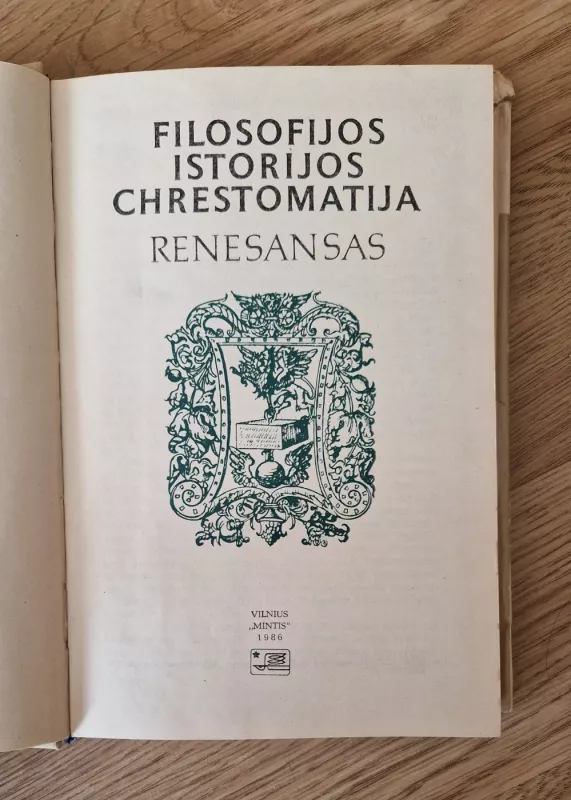 FILOSOFIJOS
ISTORIJOS
CHRESTOMATIJA
RENESANSAS
VILNIUS
„MINTIS“
1986